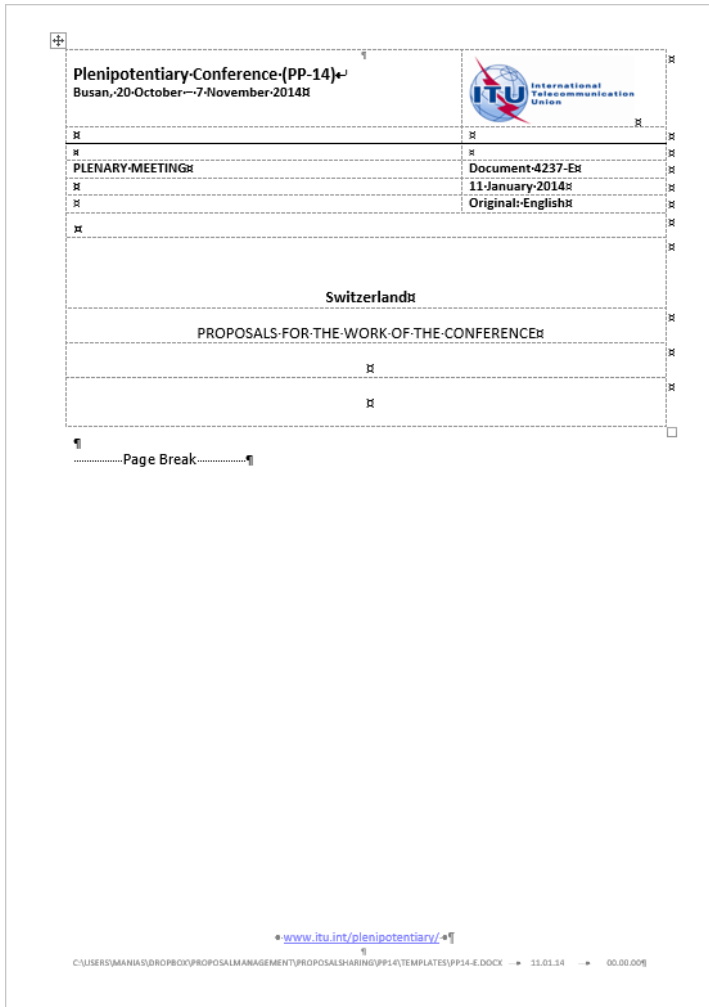 Plenipotentiary Conference (PP-14)
Busan, 20 October – 7 November 2014
ITU
International
Telecommunication
Union
PLENARY MEETING
Document 4237-E
11 January 2014
Original: English
Switzerland
PROPOSALS FOR THE WORK OF THE CONFERENCE
Page Break
• www.itu.int/plenipotentiary/ •
C:\USERS\MANIAS\DROPBOX\PROPOSALMANAGEMENT\PROPOSALSHARING\PP14\TEMPLATES\PP14-E.DOCX 11.01.14 00.00.00